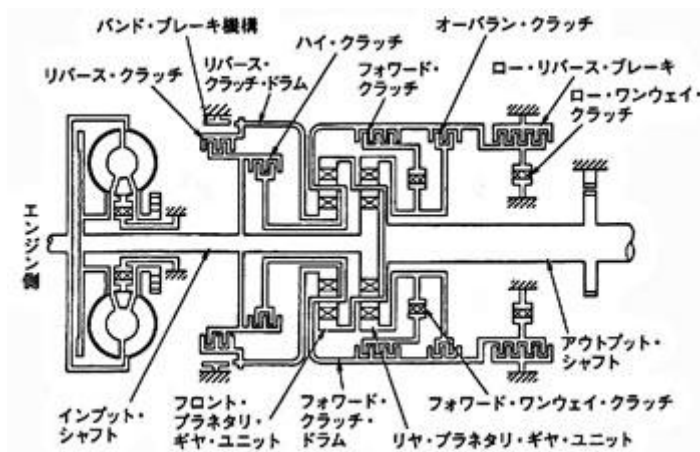 バンド・ブレーキ機構
ハイ・クラッチ
オーバラン・クラッチ
リバース・クラッチ
リバース・
クラッチ・ドラム
フォワード・
クラッチ
ロー・リバース・ブレーキ
ロー・ワンウェイ・
クラッチ
エンジン側
インプット・
シャフト
フロント・
プラネタリ・
ギヤ・ユニット
フォワード・
クラッチ・
ドラム
フォワード・ワンウェイ・クラッチ
リヤ・プラネタリ・ギヤ・ユニット
アウトプット・
シャフト